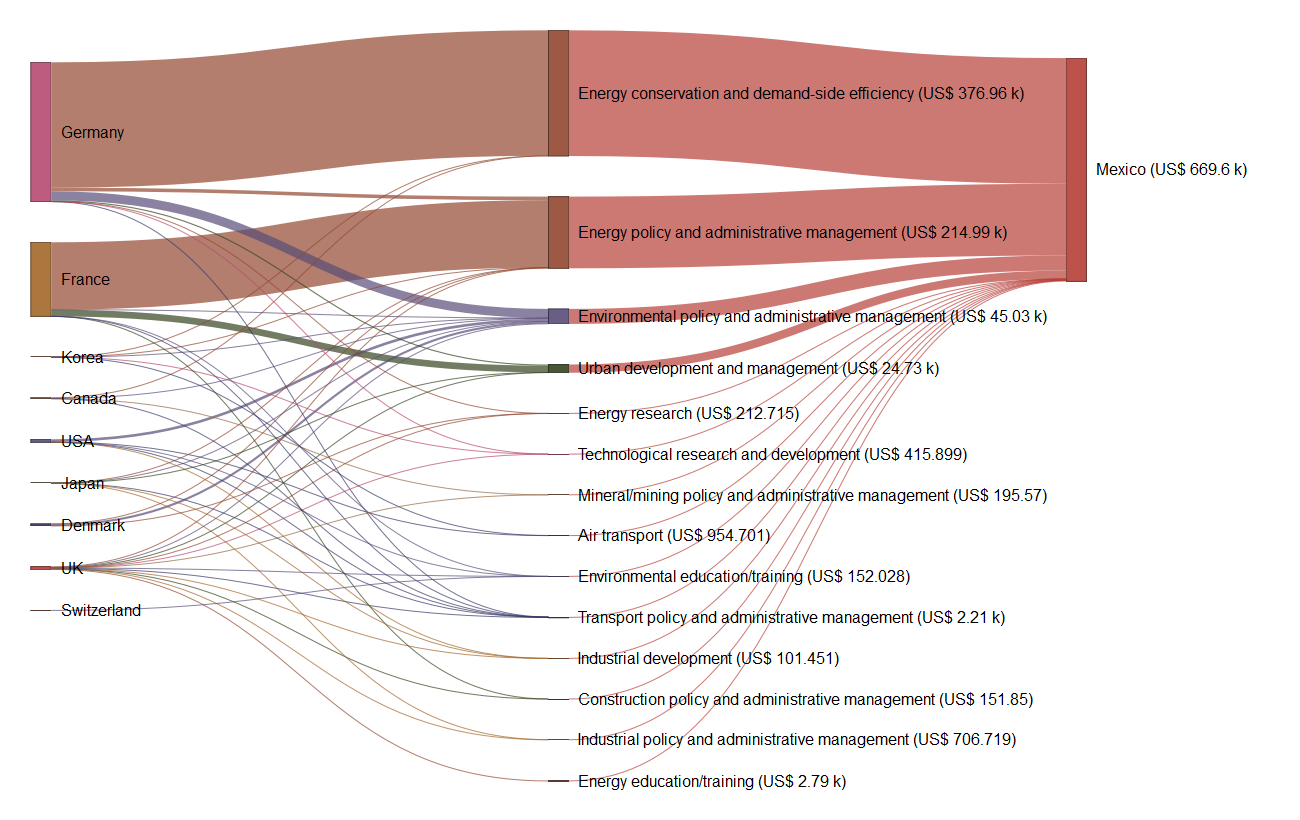 Germany
France
Korea
Canada
USA
Japan
Denmark
UK
Switzerland
Energy conservation and demand-side efficiency (US$ 376.96 k)
Energy policy and administrative management (US$ 214.99 k)
Environmental policy and administrative management (US$ 45.03 k)
Urban development and management (US$ 24.73 k)
Energy research (US$ 212.715)
Technological research and development (US$ 415.899)
Mineral/mining policy and administrative management (US$ 195.57)
Air transport (US$ 954.701)
Environmental education/training (US$ 152.028)
Transport policy and administrative management (US$ 2.21 k)
Industrial development (US$ 101.451)
Construction policy and administrative management (US$ 151.85)
Industrial policy and administrative management (US$ 706.719)
Energy education/training (US$ 2.79 k)
Mexico (US$ 669.6 k)